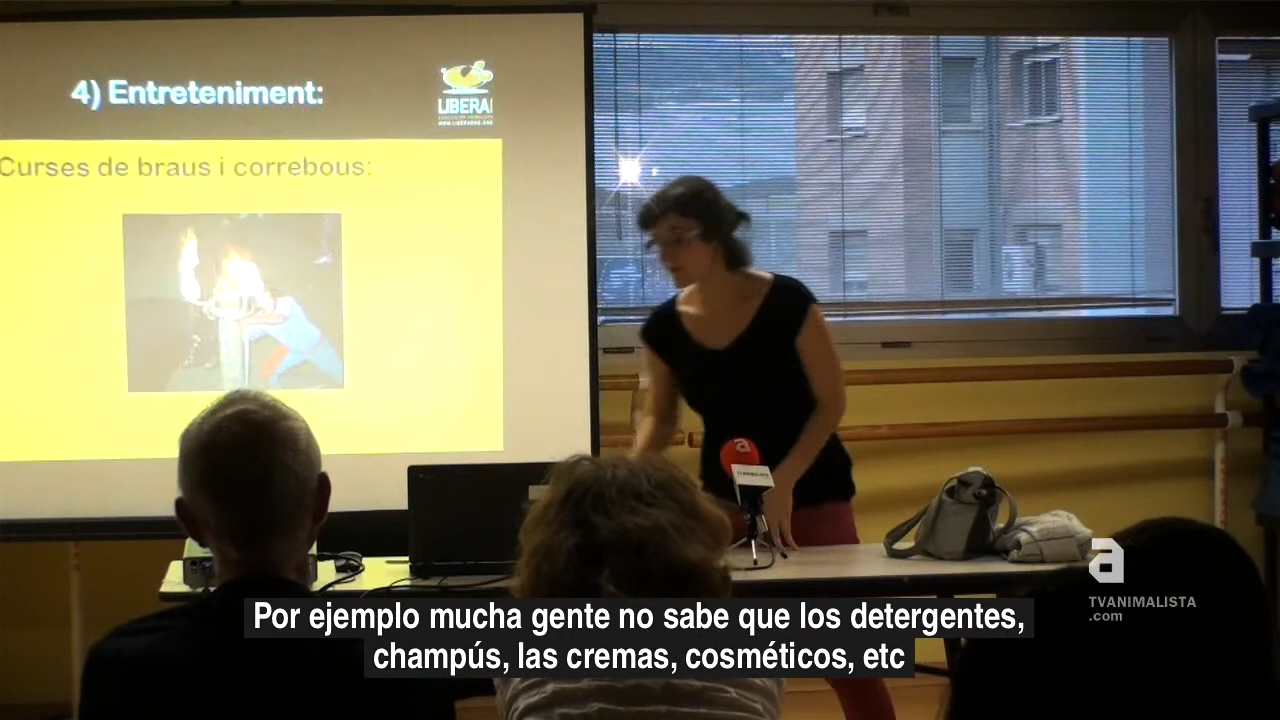 4) Entreteniment:
LIBERA!
Curses de braus i correbous:
a
a
TVANIMALISTA
.com
Por ejemplo mucha gente no sabe que los detergentes,
champús, las cremas, cosméticos, etc